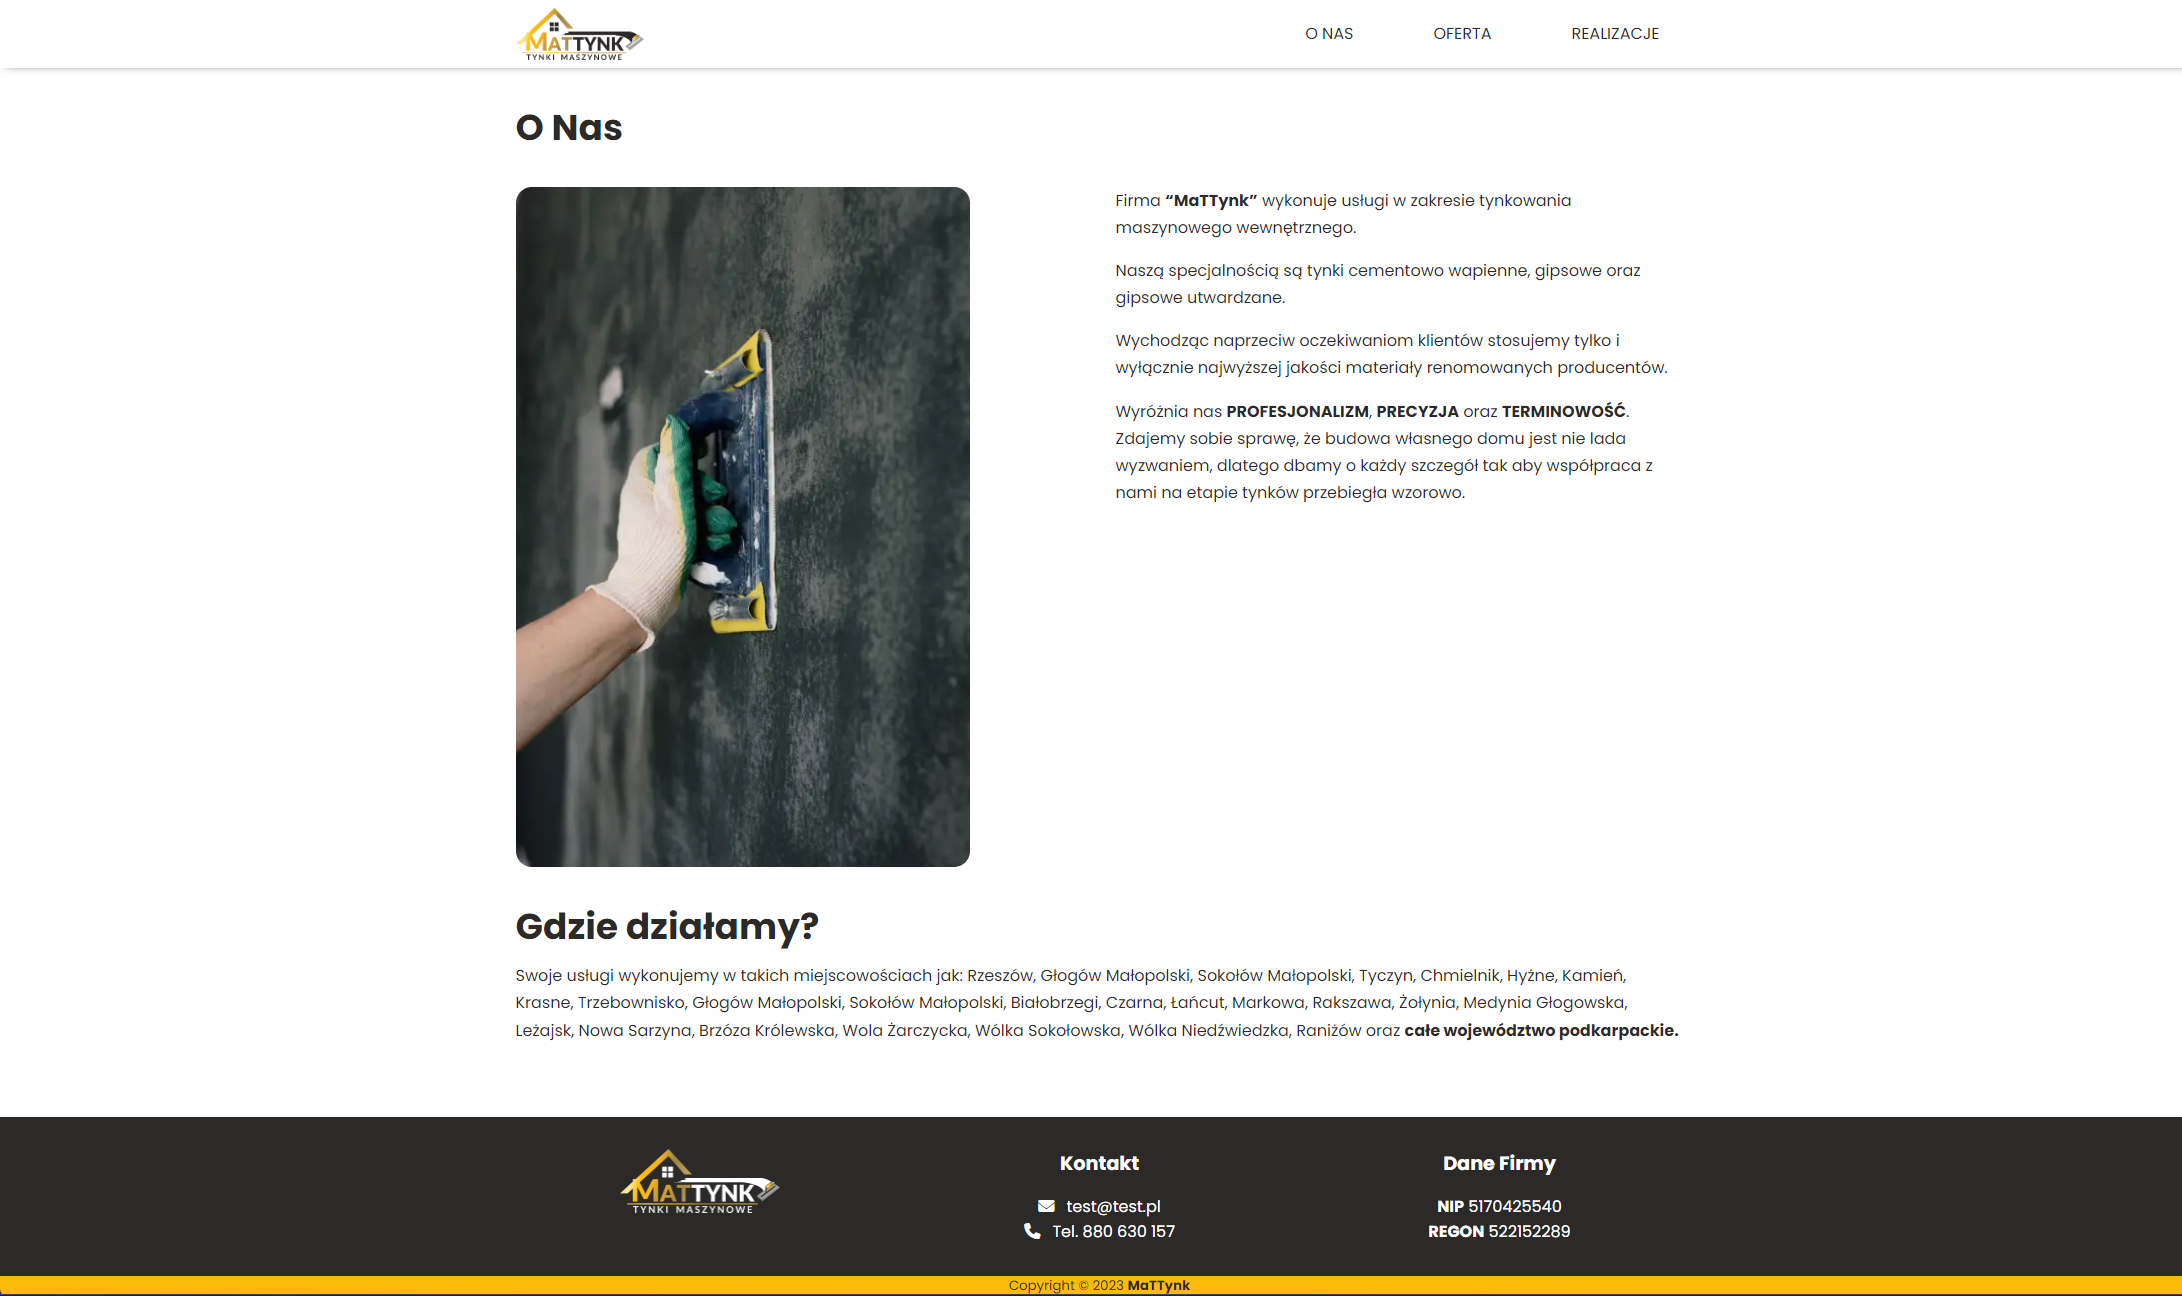 MATTYNK
TYNKI MASZYNOWE
O NAS
OFERTA
REALIZACJE
O Nas
Firma “MaTTynk” wykonuje usługi w zakresie tynkowania
maszynowego wewnętrznego.
Naszą specjalnością są tynki cementowo wapienne, gipsowe oraz
gipsowe utwardzane.
Wychodząc naprzeciw oczekiwaniom klientów stosujemy tylko i
wyłącznie najwyższej jakości materiały renomowanych producentów.
Wyróżnia nas PROFESJONALIZM, PRECYZJA oraz TERMINOWOŚĆ.
Zdajemy sobie sprawę, że budowa własnego domu jest nie lada
wyzwaniem, dlatego dbamy o każdy szczegół tak aby współpraca z
nami na etapie tynków przebiegła wzorowo.
Gdzie działamy?
Swoje usługi wykonujemy w takich miejscowościach jak: Rzeszów, Głogów Małopolski, Sokołów Małopolski, Tyczyn, Chmielnik, Hyżne, Kamień,
Krasne, Trzebownisko, Głogów Małopolski, Sokołów Małopolski, Białobrzegi, Czarna, Łańcut, Markowa, Rakszawa, Żołynia, Medynia Głogowska,
Leżajsk, Nowa Sarzyna, Brzóza Królewska, Wola Żarczycka, Wólka Sokołowska, Wólka Niedźwiedzka, Raniżów oraz całe województwo podkarpackie.
MATTYNK
TYNKI MASZYNOWE
Kontakt
test@test.pl
Tel. 880 630 157
Dane Firmy
NIP 5170425540
REGON 522152289
Copyright © 2023 MaTTynk